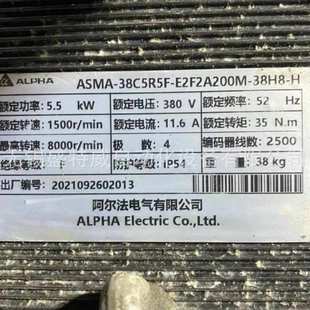 ALPHA ASMA-38C5R5F-E2F2A200M-38H8-H
额定功率: 5.5 kW 额定电压: 380 V 额定频率: 52 Hz
额定转速: 1500r/min 额定电流: 11.6 A 额定转矩: 35 N.m
最高转速: 8000r/min 极数: 4 编码器线数: 2500
绝缘等级: F 防护等级: IP54 重量: 38 kg
出厂编号: 2021092602013
阿尔法电气有限公司
ALPHA Electric Co.,Ltd.